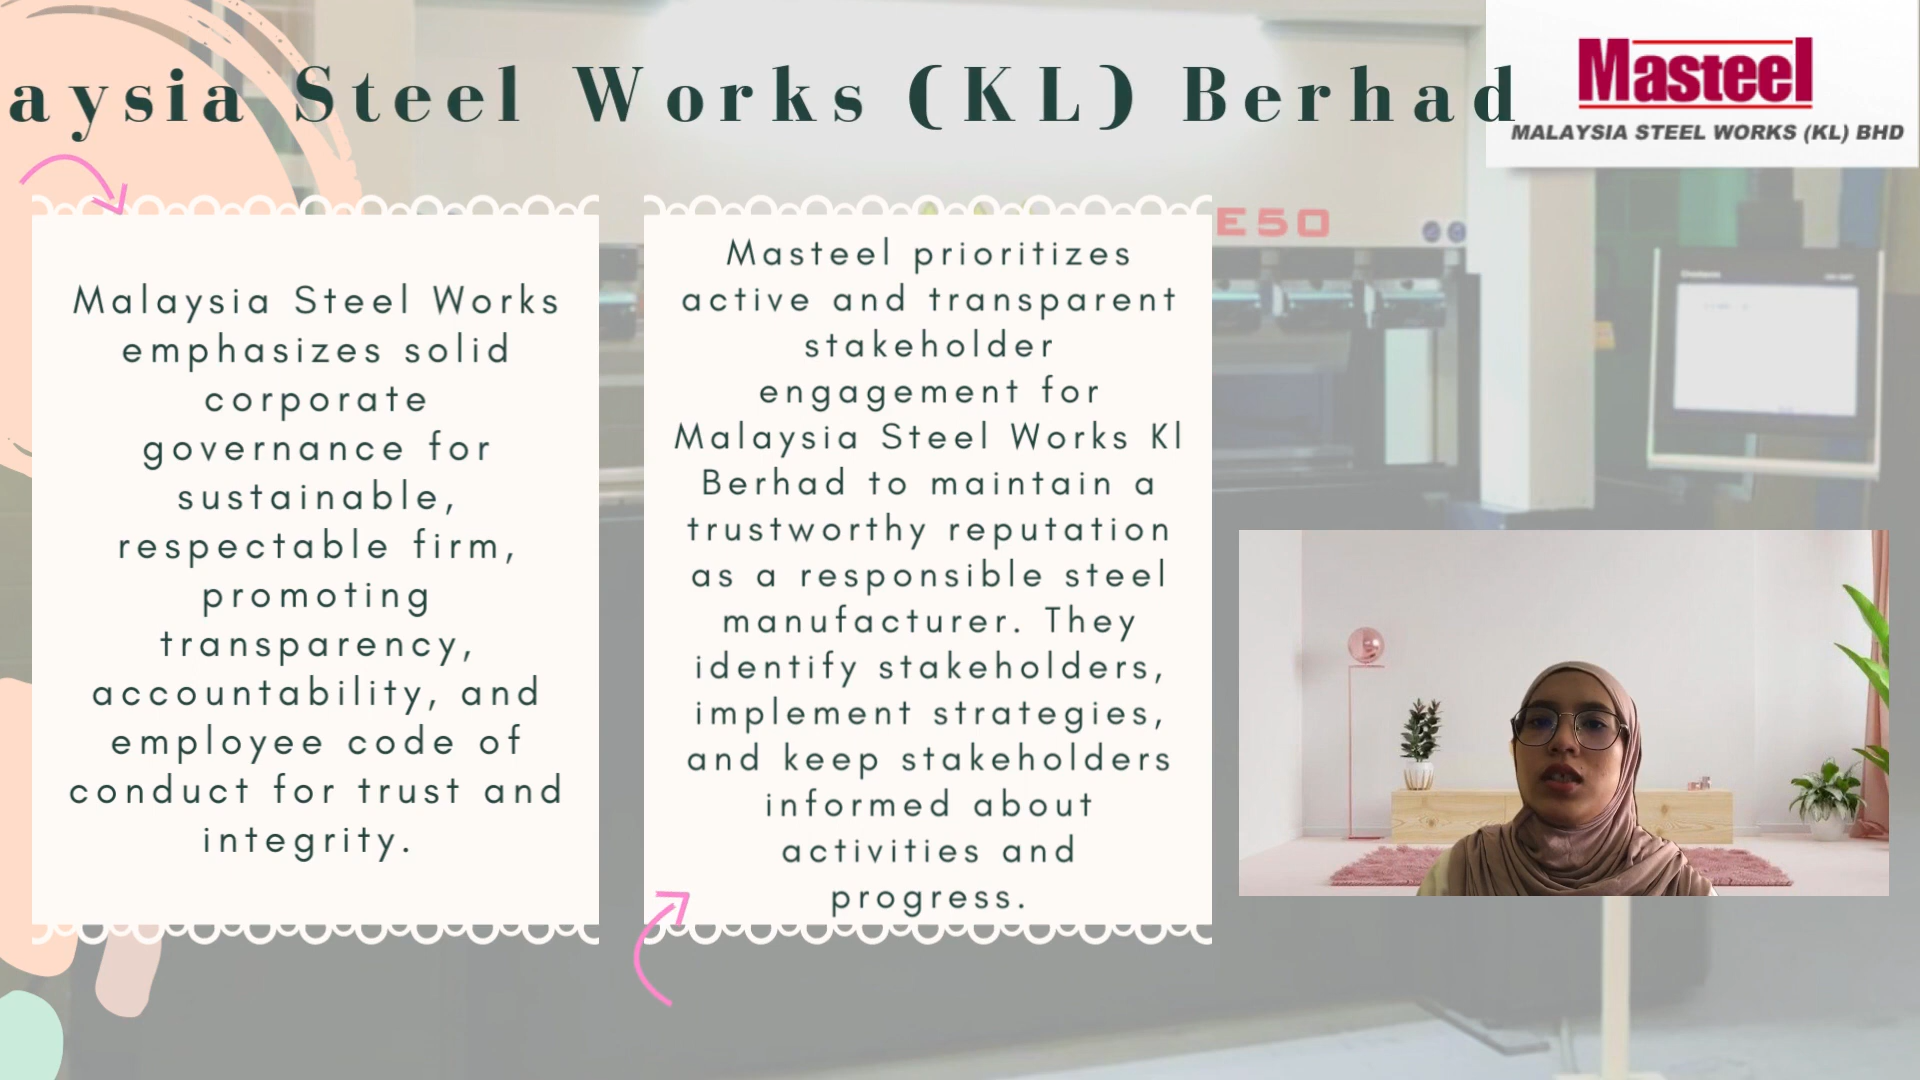 aysia Steel Works (KL) Berhad
Masteel
MALAYSIA STEEL WORKS (KL) BHD
E50
Malaysia Steel Works
emphasizes solid
corporate
governance for
sustainable,
respectable firm,
promoting
transparency,
accountability, and
employee code of
conduct for trust and
integrity.
Masteel prioritizes
active and transparent
stakeholder
engagement for
Malaysia Steel Works Kl
Berhad to maintain a
trustworthy reputation
as a responsible steel
manufacturer. They
identify stakeholders,
implement strategies,
and keep stakeholders
informed about
activities and
progress.